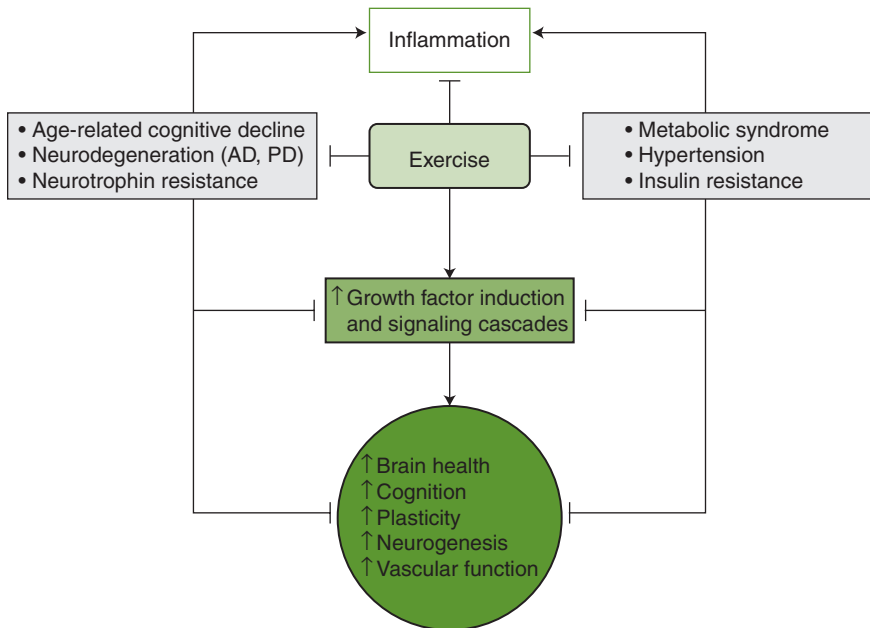 Inflammation
• Age-related cognitive decline
• Neurodegeneration (AD, PD)
• Neurotrophin resistance
Exercise
• Metabolic syndrome
• Hypertension
• Insulin resistance
↑Growth factor induction
and signaling cascades
↑Brain health
↑Cognition
↑Plasticity
↑Neurogenesis
↑Vascular function